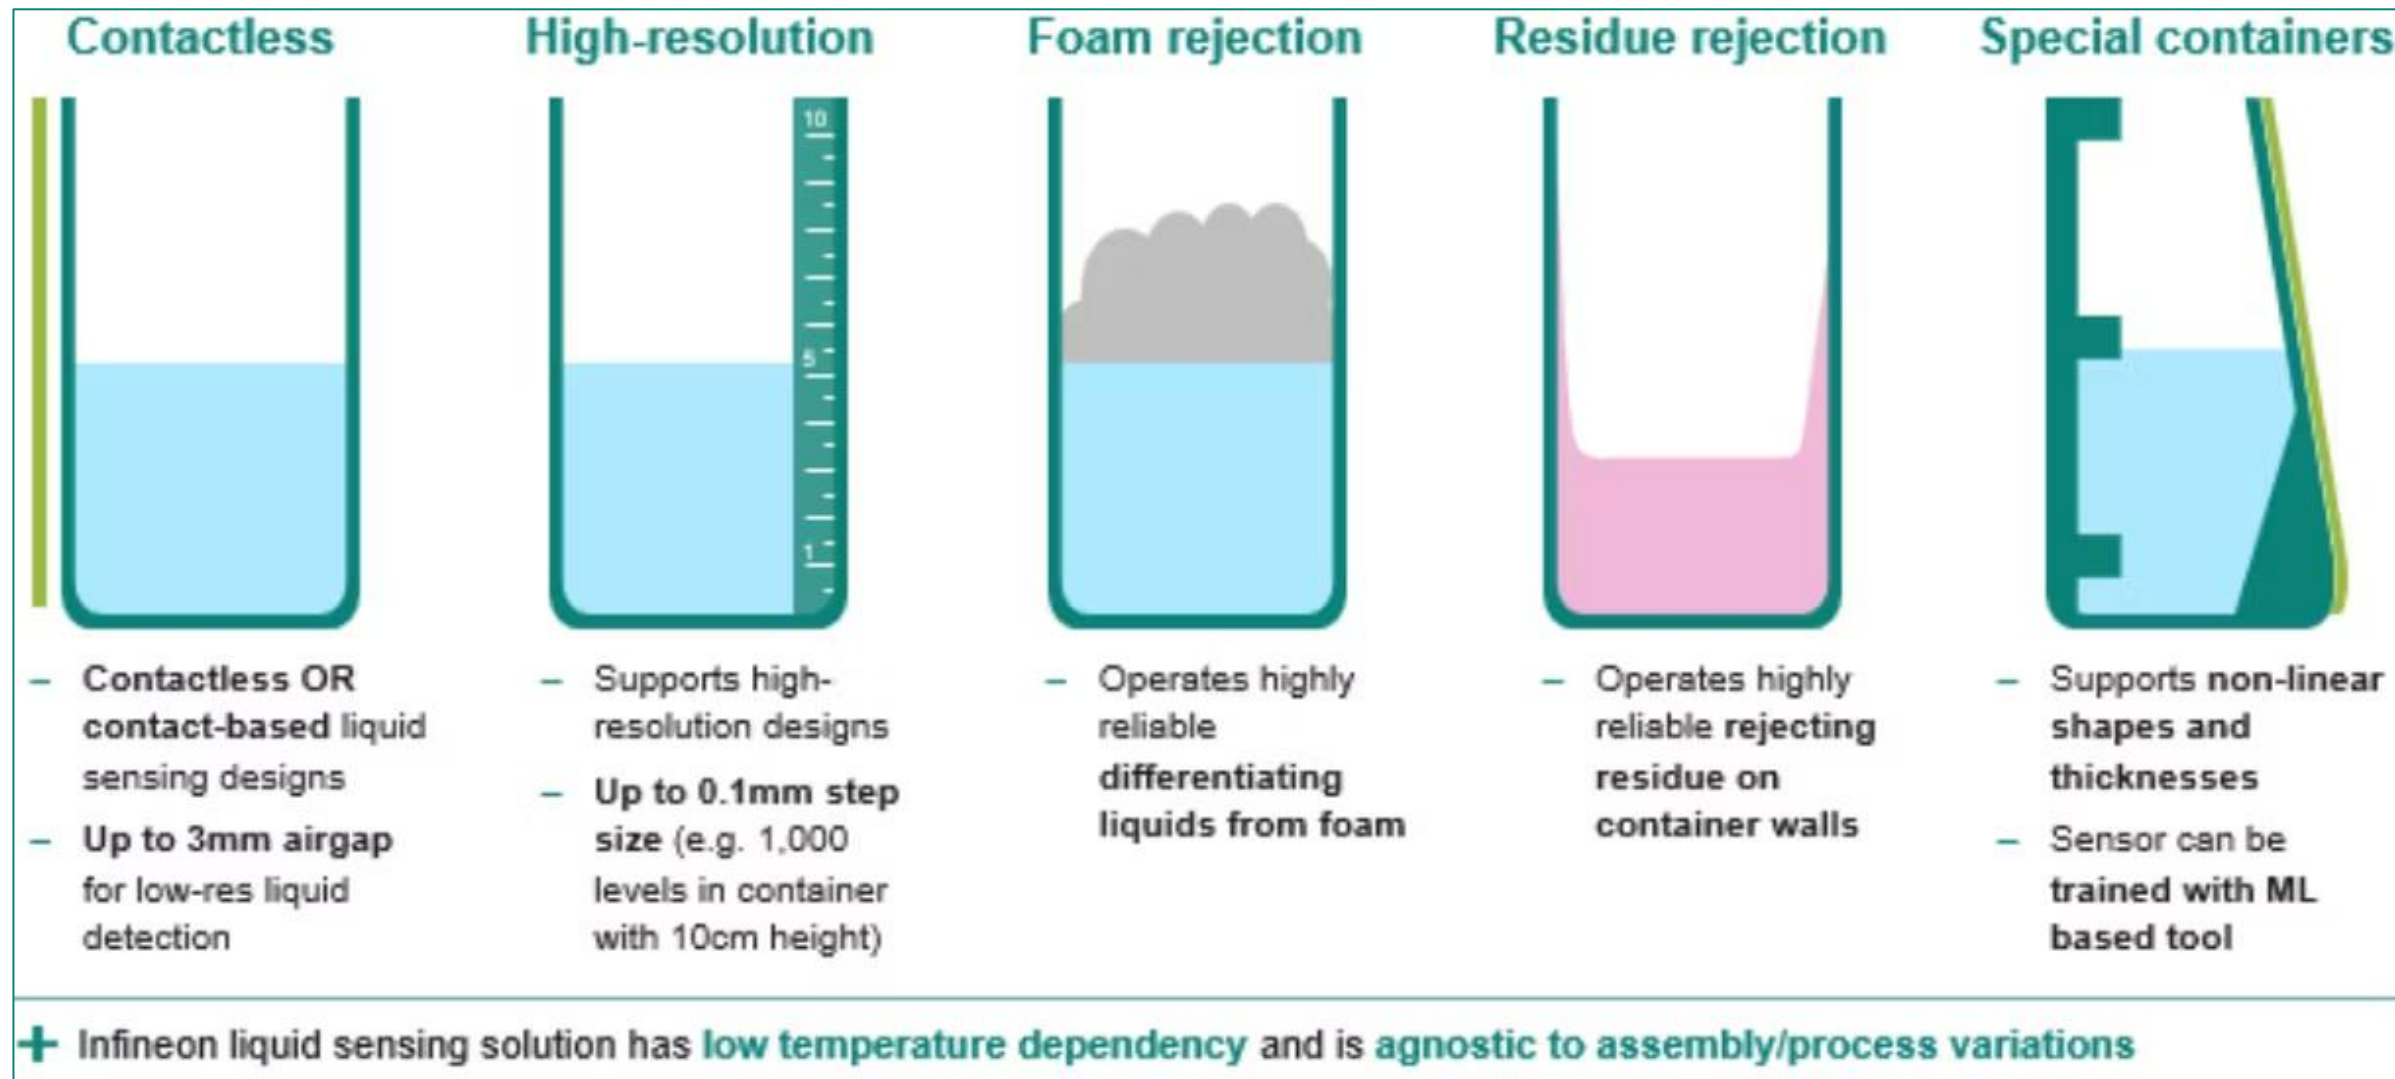 Contactless
High-resolution
Foam rejection
Residue rejection
Special containers
10
5
1
– Contactless OR
contact-based liquid
sensing designs
– Up to 3mm airgap
for low-res liquid
detection
– Supports high-
resolution designs
– Up to 0.1mm step
size (e.g. 1,000
levels in container
with 10cm height)
– Operates highly
reliable
differentiating
liquids from foam
– Operates highly
reliable rejecting
residue on
container walls
– Supports non-linear
shapes and
thicknesses
– Sensor can be
trained with ML
based tool
+ Infineon liquid sensing solution has low temperature dependency and is agnostic to assembly/process variations